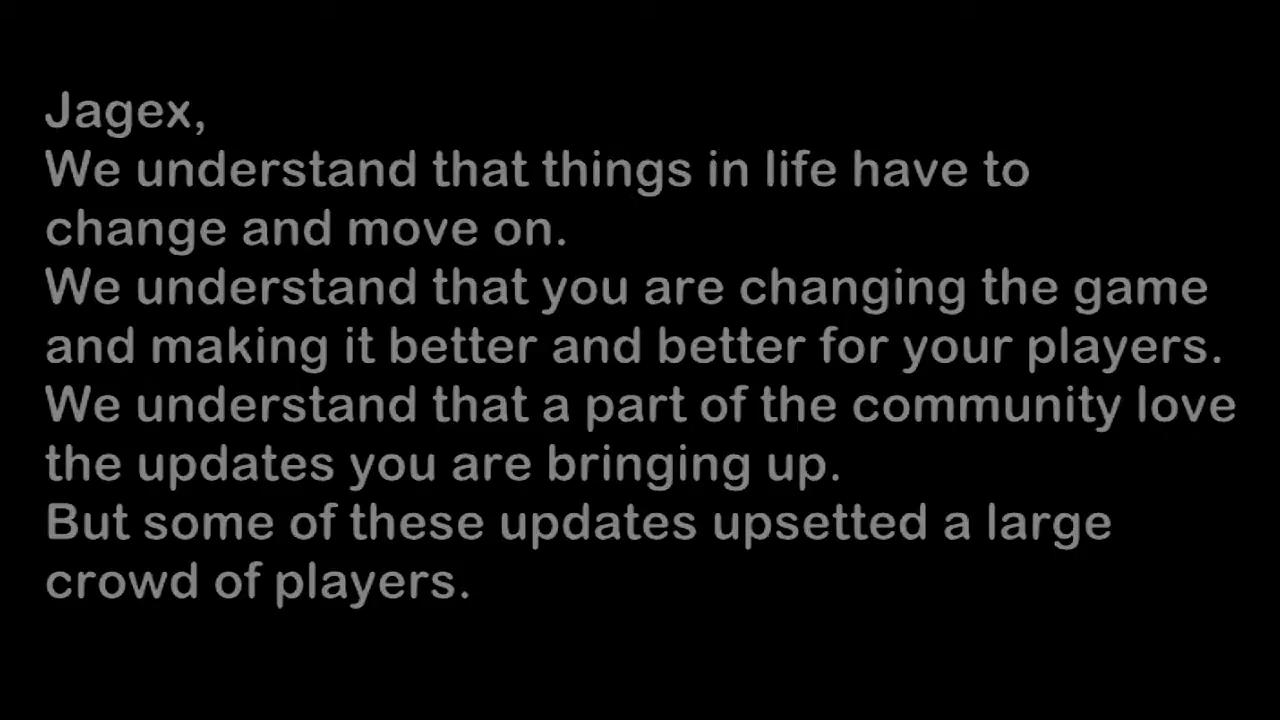 Jagex,
We understand that things in life have to
change and move on.
We understand that you are changing the game
and making it better and better for your players.
We understand that a part of the community love
the updates you are bringing up.
But some of these updates upsetted a large
crowd of players.